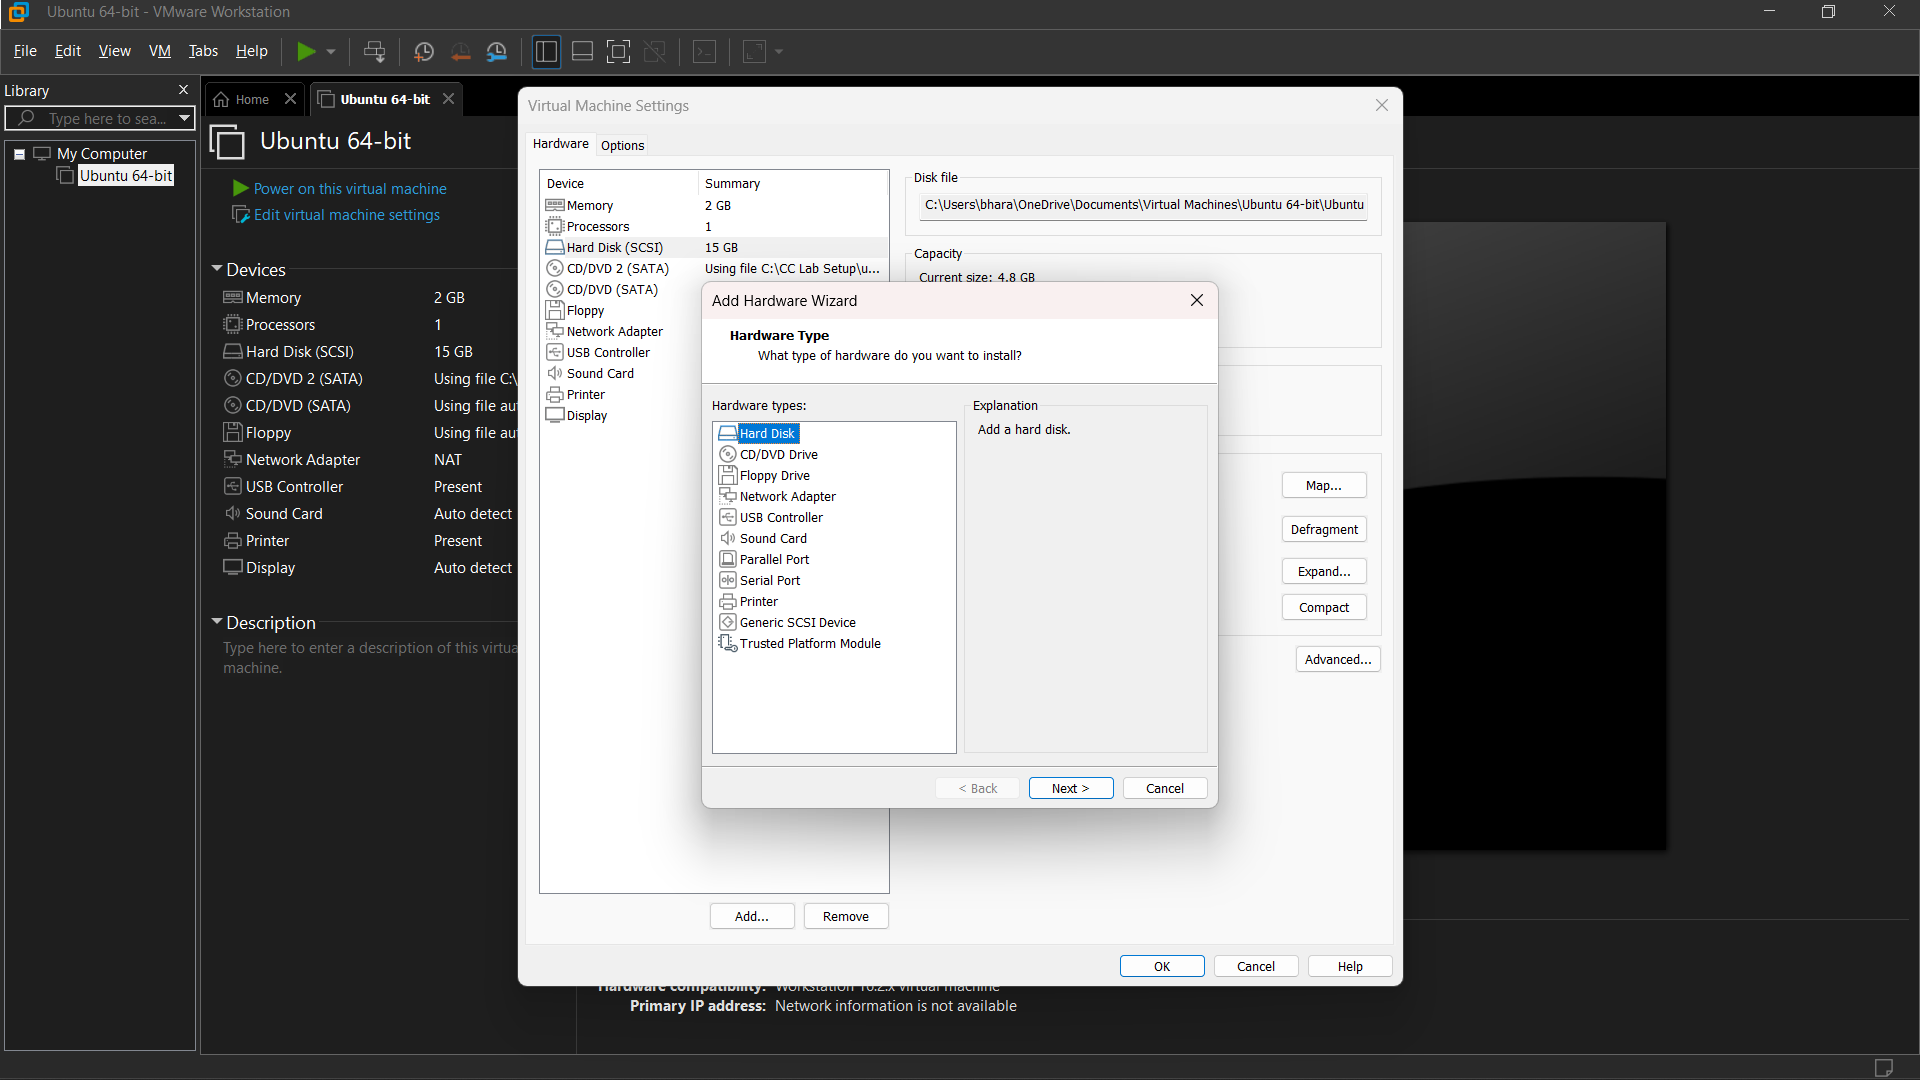 Ubuntu 64-bit - VMware Workstation
File Edit View VM Tabs Help
Library
Type here to sea...
My Computer
Ubuntu 64-bit
Home
Ubuntu 64-bit
Ubuntu 64-bit
Power on this virtual machine
Edit virtual machine settings
Devices
Memory 2 GB
Processors 1
Hard Disk (SCSI) 15 GB
CD/DVD 2 (SATA) Using file C:\
CD/DVD (SATA) Using file au
Floppy Using file au
Network Adapter NAT
USB Controller Present
Sound Card Auto detect
Printer Present
Display Auto detect
Description
Type here to enter a description of this virtua
machine.
Virtual Machine Settings
Hardware Options
Device Summary
Memory 2 GB
Processors 1
Hard Disk (SCSI) 15 GB
CD/DVD 2 (SATA) Using file C:\CC Lab Setup\u...
CD/DVD (SATA)
Floppy
Network Adapter
USB Controller
Sound Card
Printer
Display
Add... Remove
Disk file
C:\Users\bhara\OneDrive\Documents\Virtual Machines\Ubuntu 64-bit\Ubuntu
Capacity
Current size: 4.8 GB
Map...
Defragment
Expand...
Compact
Advanced...
Add Hardware Wizard
Hardware Type
What type of hardware do you want to install?
Hardware types:
Hard Disk
CD/DVD Drive
Floppy Drive
Network Adapter
USB Controller
Sound Card
Parallel Port
Serial Port
Printer
Generic SCSI Device
Trusted Platform Module
Explanation
Add a hard disk.
< Back Next > Cancel
OK Cancel Help
Hardware compatibility: Workstation 16.2.x virtual machine
Primary IP address: Network information is not available